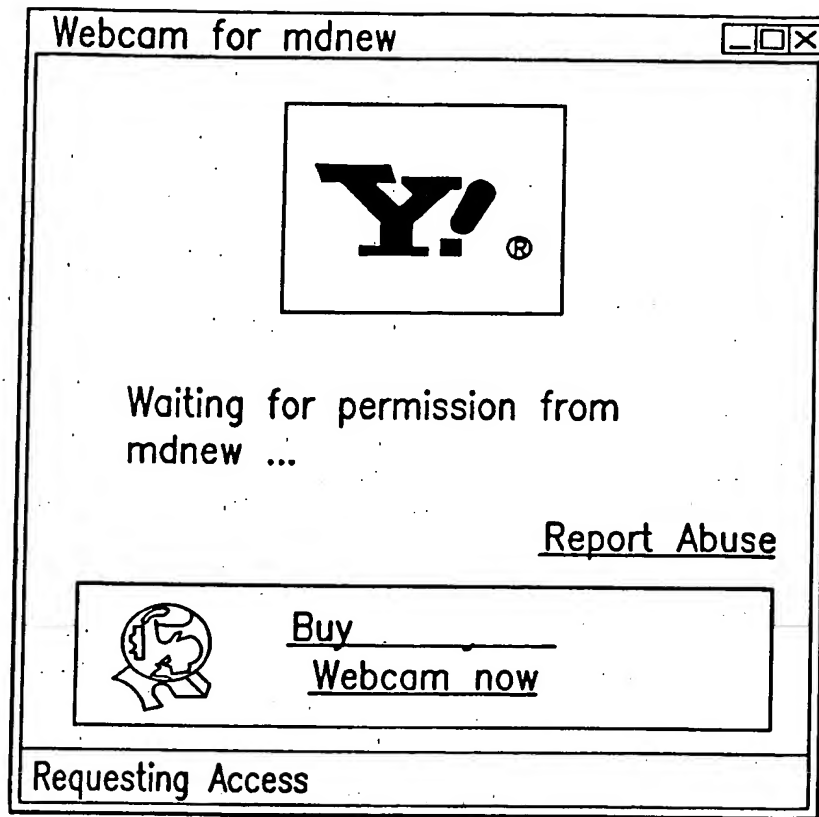 Webcam for mdnew
Y! ®
Waiting for permission from
mdnew ...
Report Abuse
Buy
Webcam now
Requesting Access